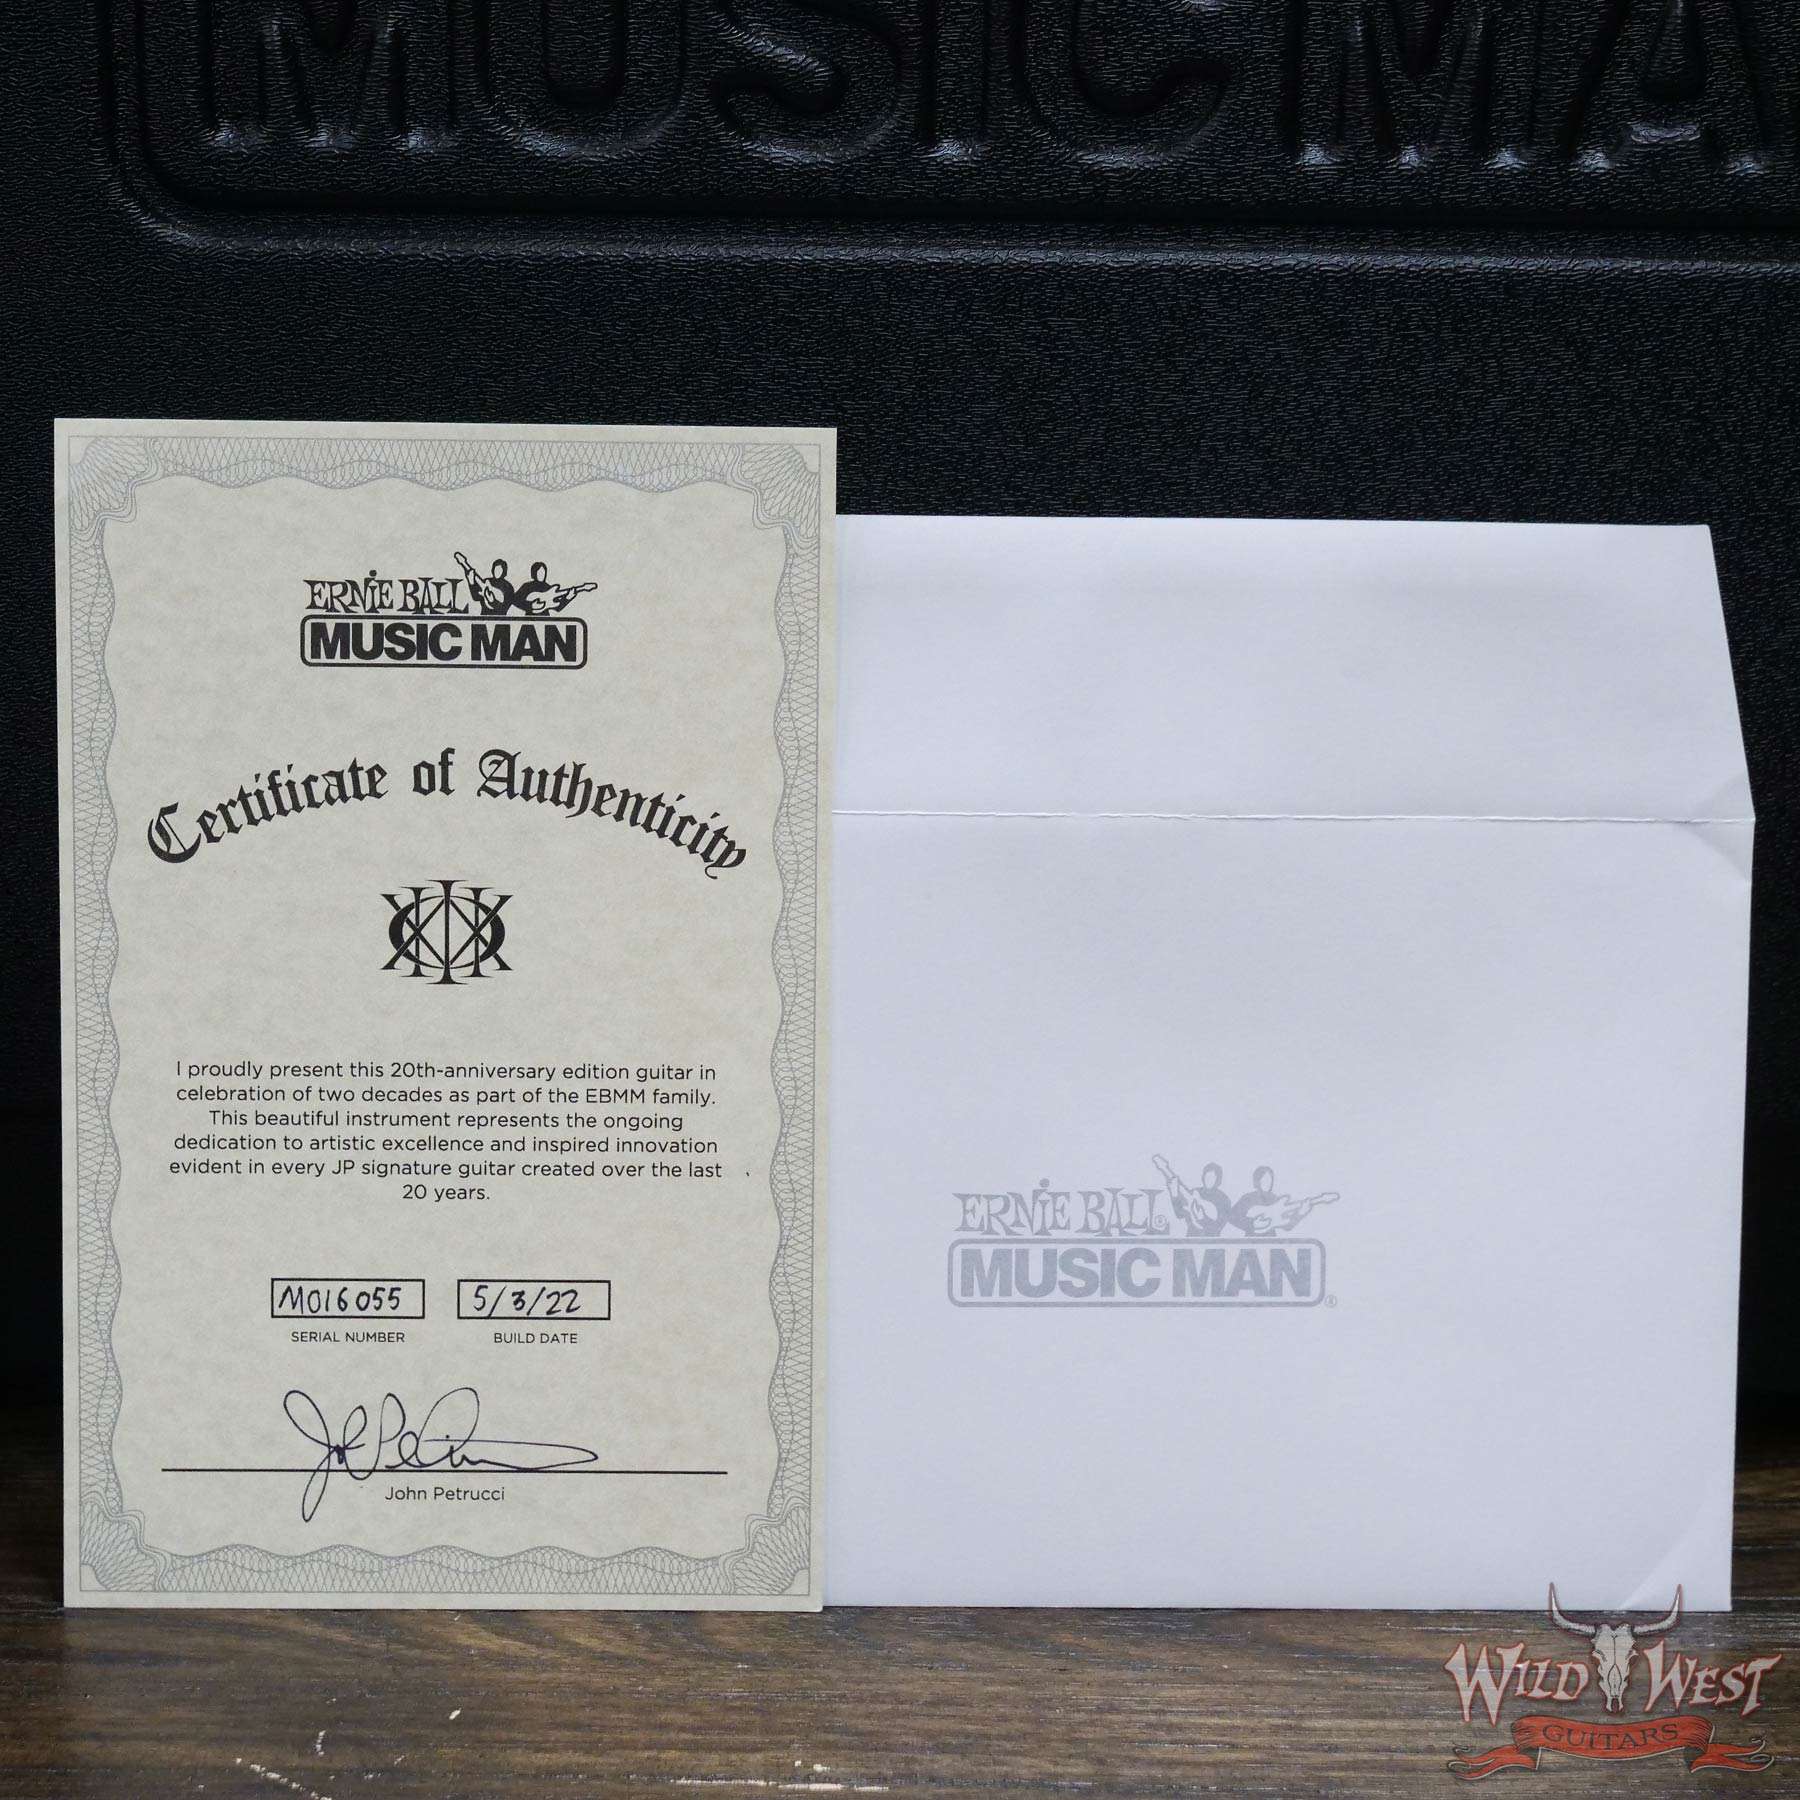 MUSIC MA
ERNIE BALL
MUSIC MAN
Certificate of Authenticity
I proudly present this 20th-anniversary edition guitar in
celebration of two decades as part of the EBMM family.
This beautiful instrument represents the ongoing
dedication to artistic excellence and inspired innovation
evident in every JP signature guitar created over the last
20 years.
M016055 5/3/22
SERIAL NUMBER BUILD DATE
John Petrucci
ERNIE BALL®
MUSIC MAN®
WILD WEST
GUITARS